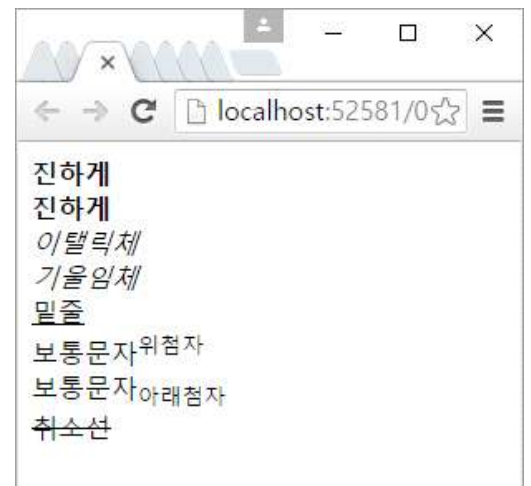 localhost:52581/0
진하게
진하게
이탤릭체
기울임체
밑줄
보통문자위첨자
보통문자아래첨자
취소선